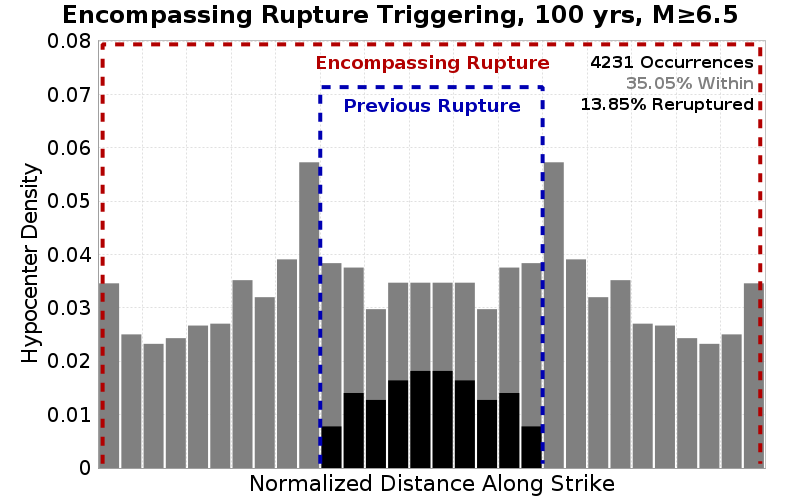 Encompassing Rupture Triggering, 100 yrs, M≥6.5
0.08
0.07
0.06
0.05
0.04
0.03
0.02
0.01
0
Hypocenter Density
Encompassing Rupture
Previous Rupture
4231 Occurrences
35.05% Within
13.85% Reruptured
Normalized Distance Along Strike